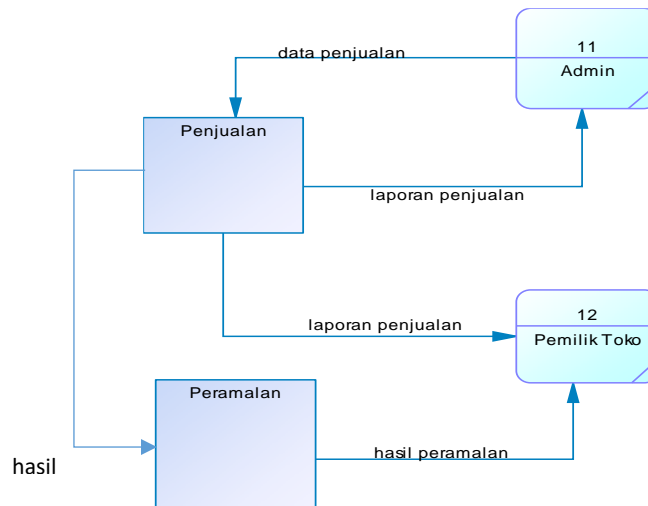 data penjualan
11
Admin
Penjualan
laporan penjualan
laporan penjualan
12
Pemilik Toko
Peramalan
hasil peramalan
hasil